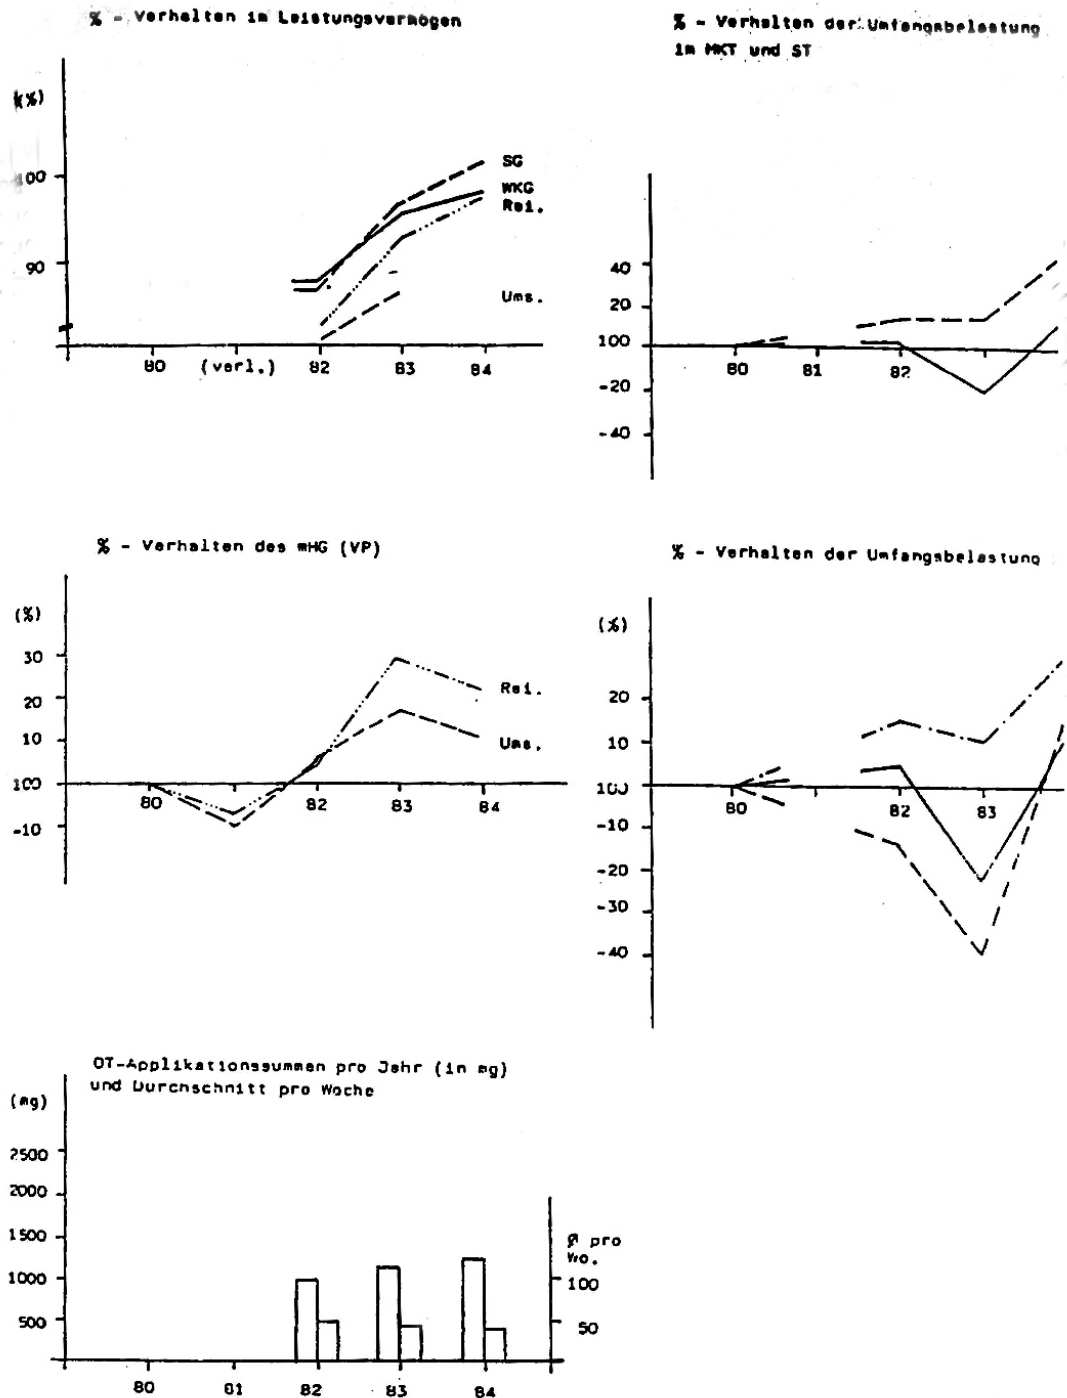 % - Verhalten im Leistungsvermögen
(%)
100
90
SG
WKG
Rei.
Ums.
80 (verl.) 82 83 84
% - Verhalten der Umfangsbelastung
im MKT und ST
40
20
100
-20
-40
80 81 82
% - Verhalten des mHG (VP)
(%)
30
20
10
100
-10
Rei.
Ums.
80 82 83 84
% - Verhalten der Umfangsbelastung
(%)
20
10
100
-10
-20
-30
-40
80 82 83
OT-Applikationssummen pro Jahr (in mg)
und Durchschnitt pro Woche
(mg)
2500
2000
1500
1000
500
Ø pro
Wo.
100
50
80 81 82 83 84